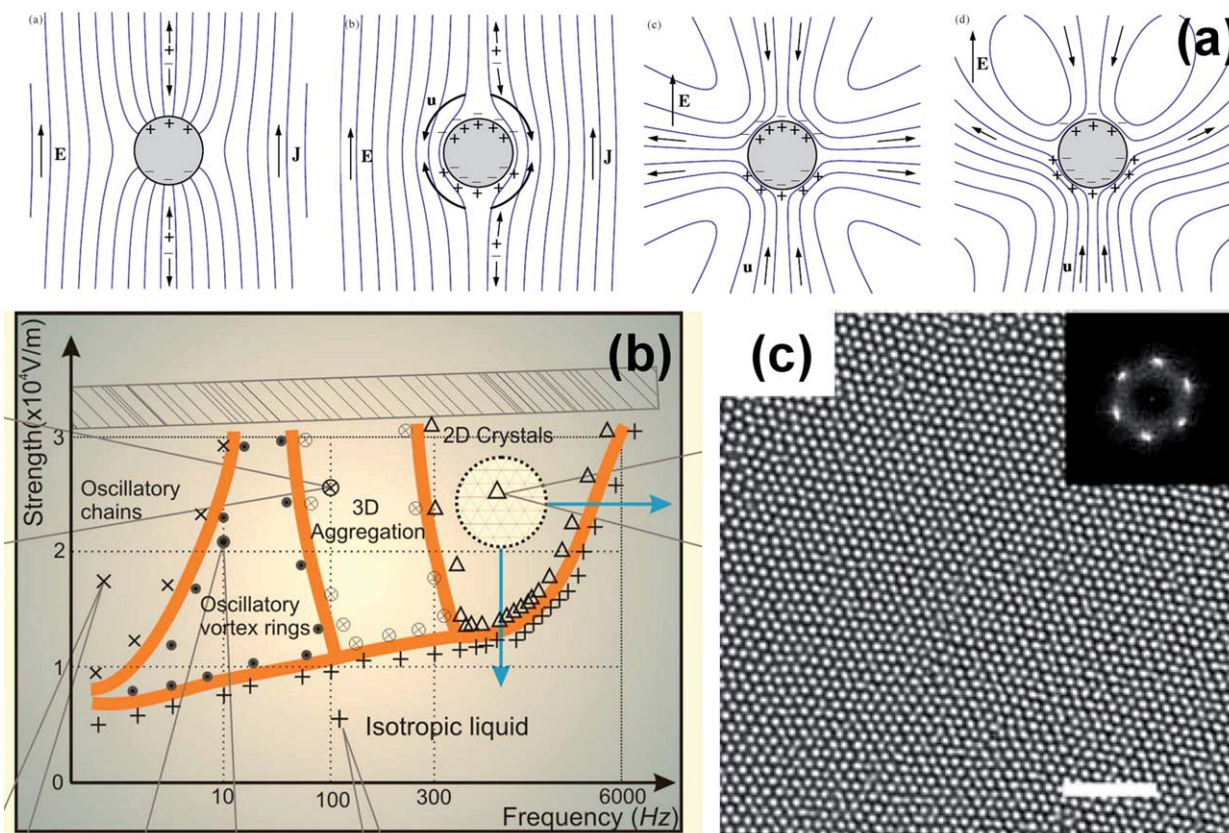 (a)
(b)
(c)
(d)
(a)
E
J
u
E
J
E
u
E
u
(b)
Strength(x10⁴V/m)
3
2
1
0
Oscillatory
chains
Oscillatory
vortex rings
3D
Aggregation
2D Crystals
Isotropic liquid
10
100
300
6000
Frequency (Hz)
(c)